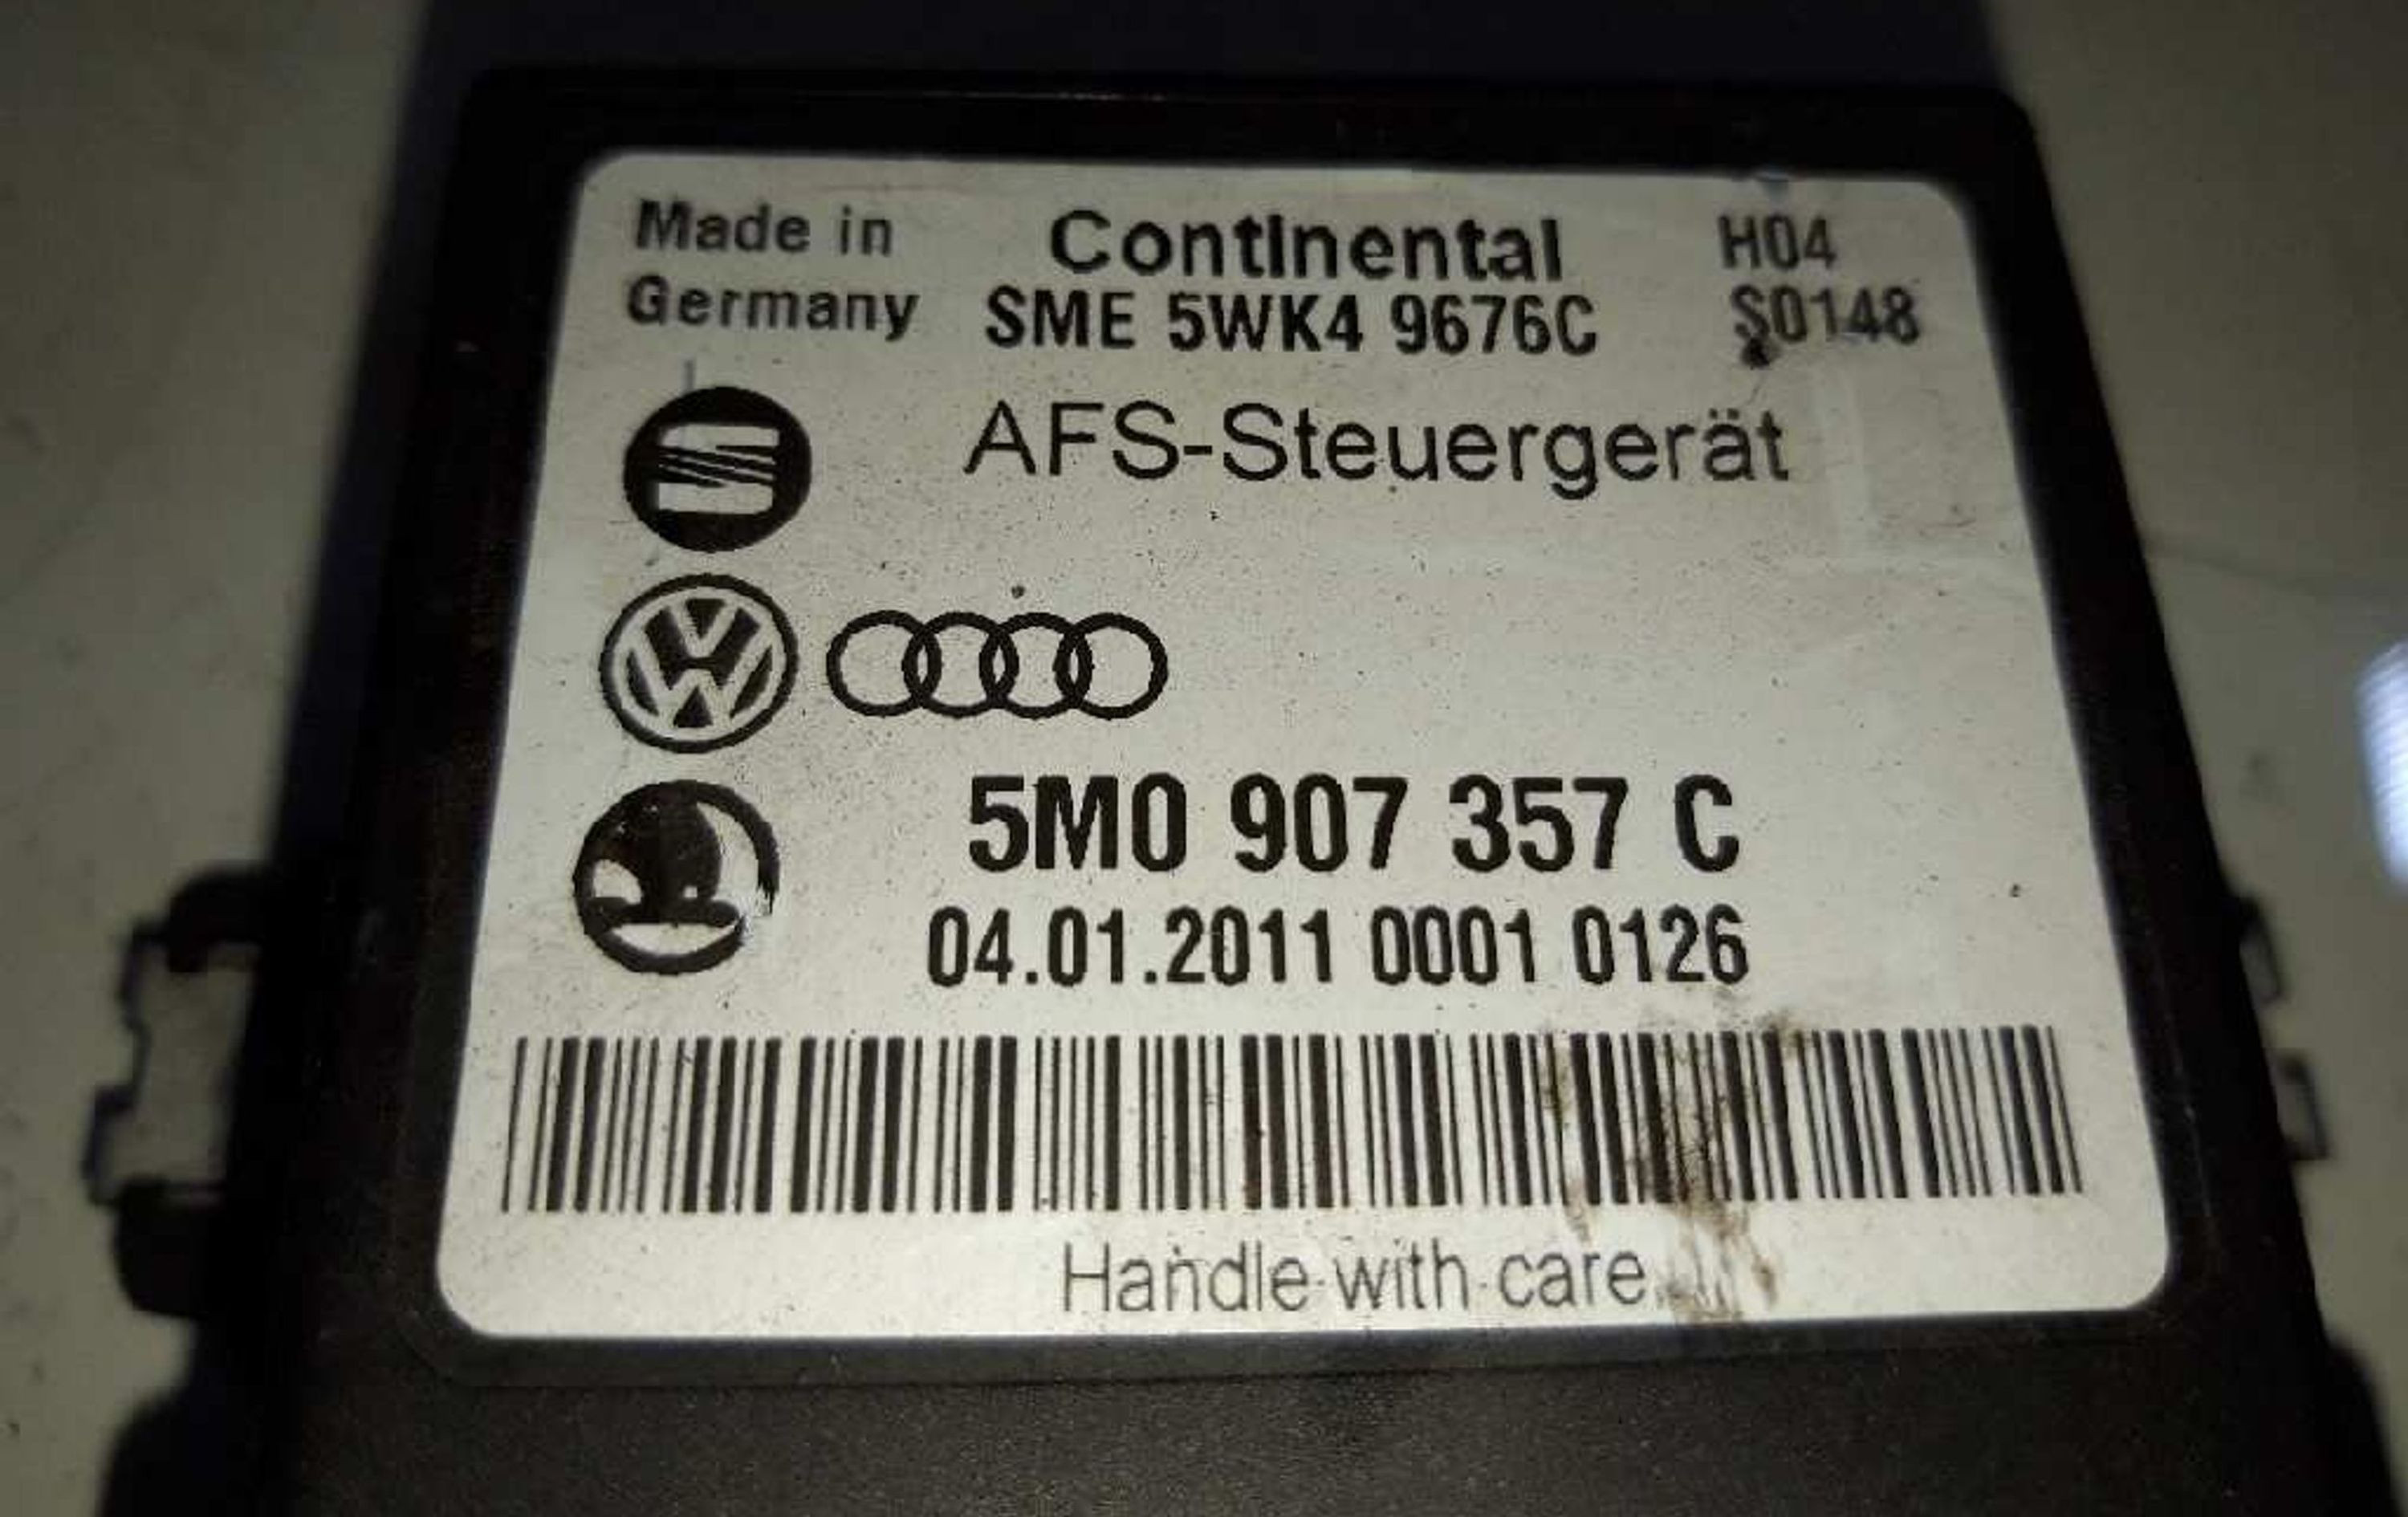 Made in
Germany
Continental
SME 5WK4 9676C
H04
S0148
AFS-Steuergerät
5M0 907 357 C
04.01.2011 0001 0126
Handle with care